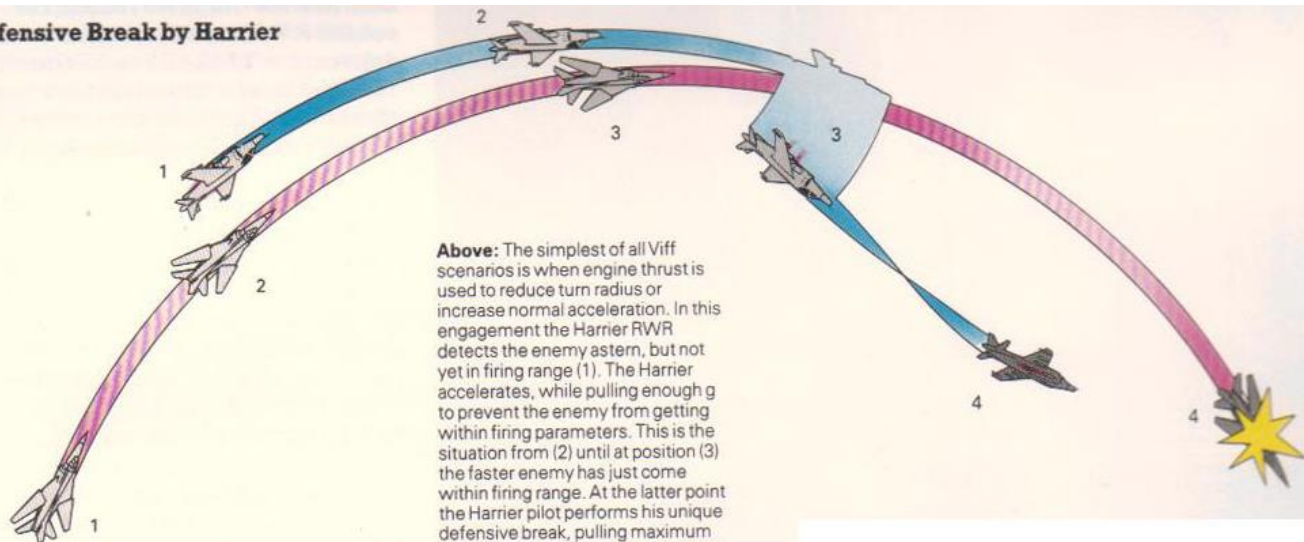 fensive Break by Harrier
2
1
3
3
2
Above: The simplest of all Viff
scenarios is when engine thrust is
used to reduce turn radius or
increase normal acceleration. In this
engagement the Harrier RWR
detects the enemy astern, but not
yet in firing range (1). The Harrier
accelerates, while pulling enough g
to prevent the enemy from getting
within firing parameters. This is the
situation from (2) until at position (3)
the faster enemy has just come
within firing range. At the latter point
the Harrier pilot performs his unique
defensive break, pulling maximum
4
4
1